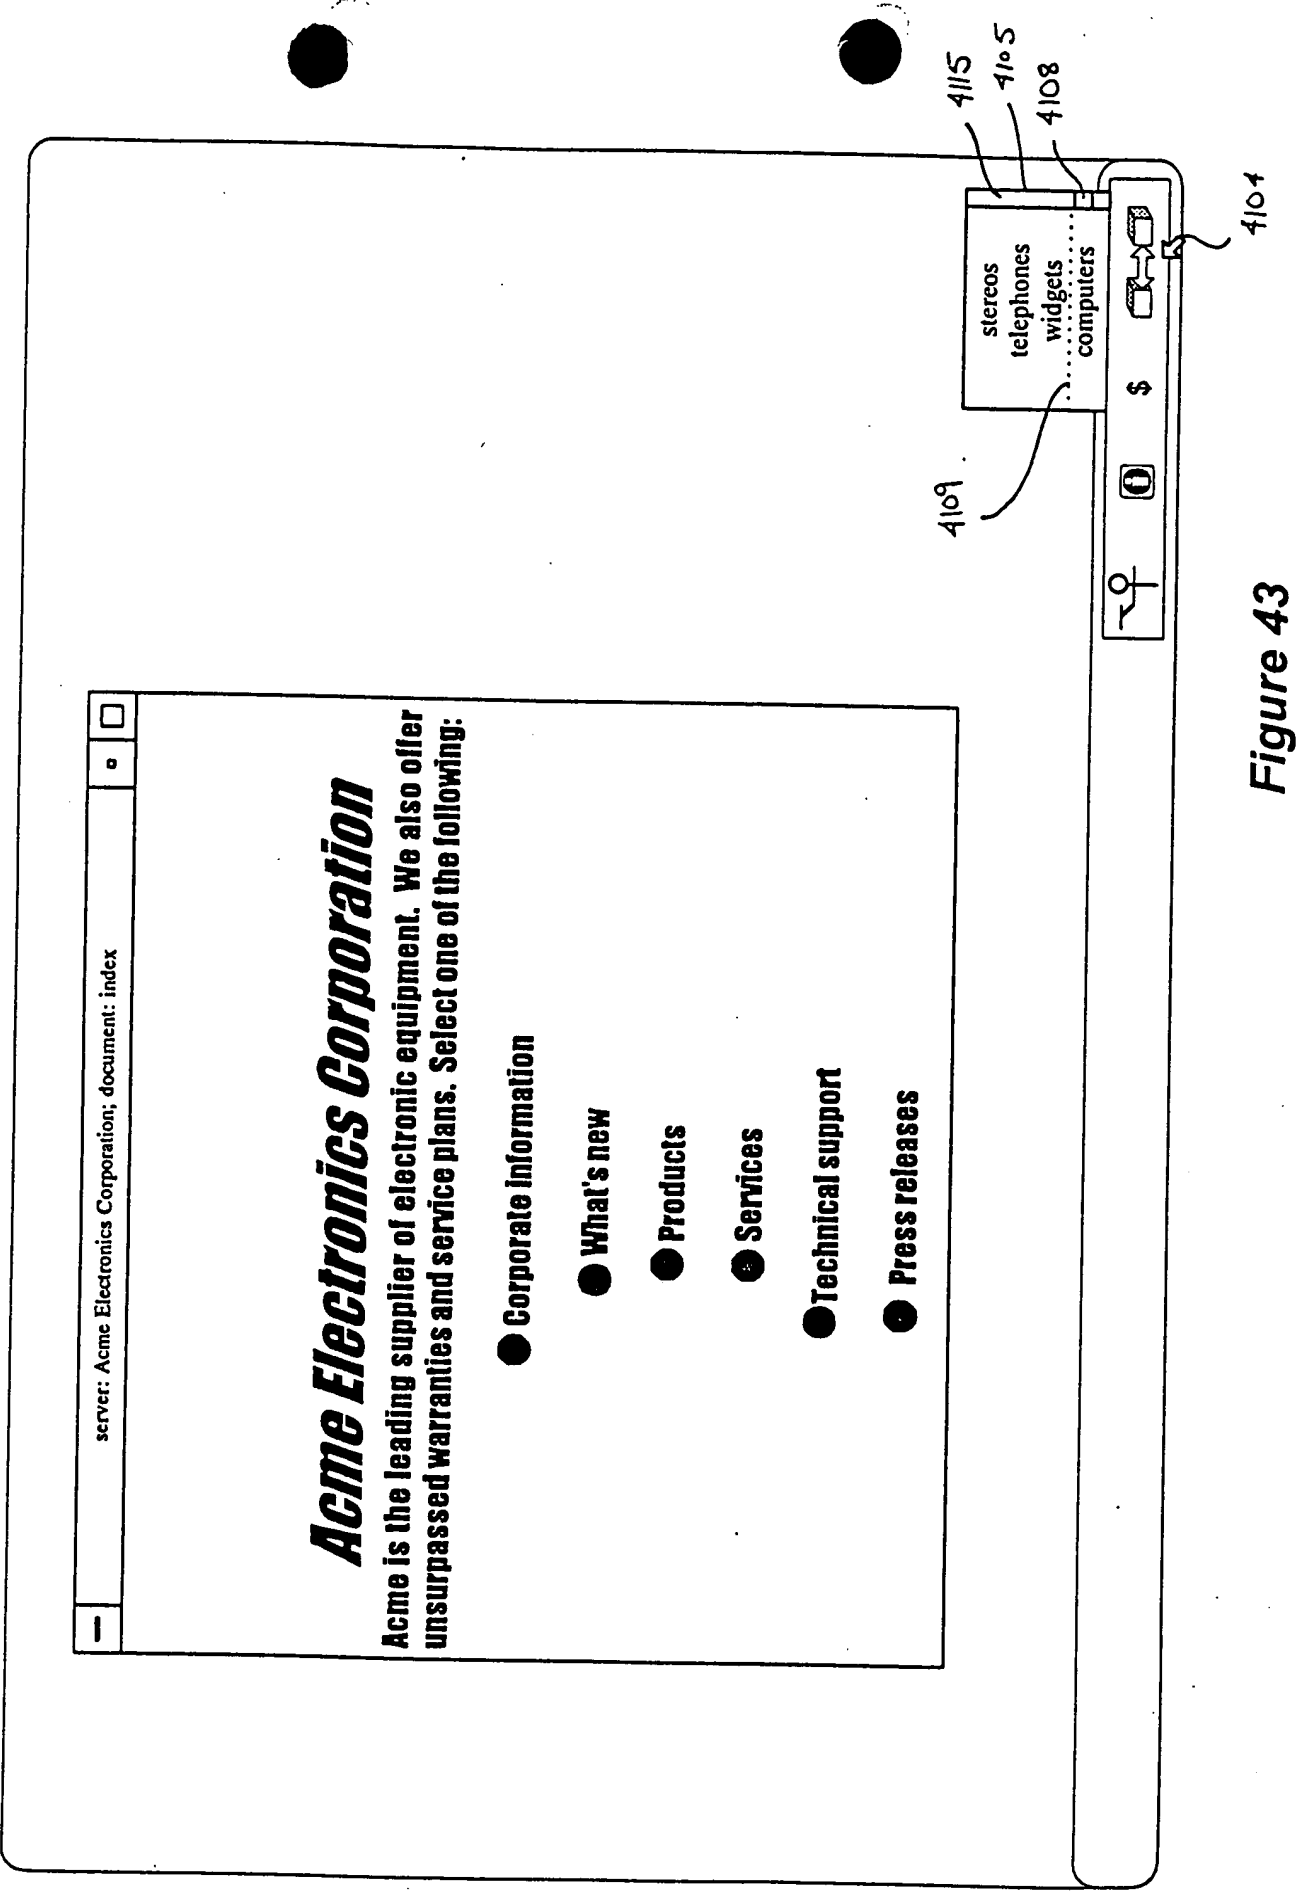 server: Acme Electronics Corporation; document: index
Acme Electronics Corporation
Acme is the leading supplier of electronic equipment. We also offer
unsurpassed warranties and service plans. Select one of the following:
Corporate Information
What's new
Products
Services
Technical support
Press releases
4115
4105
4108
stereos
telephones
widgets
computers
4109
$
4104
Figure 43